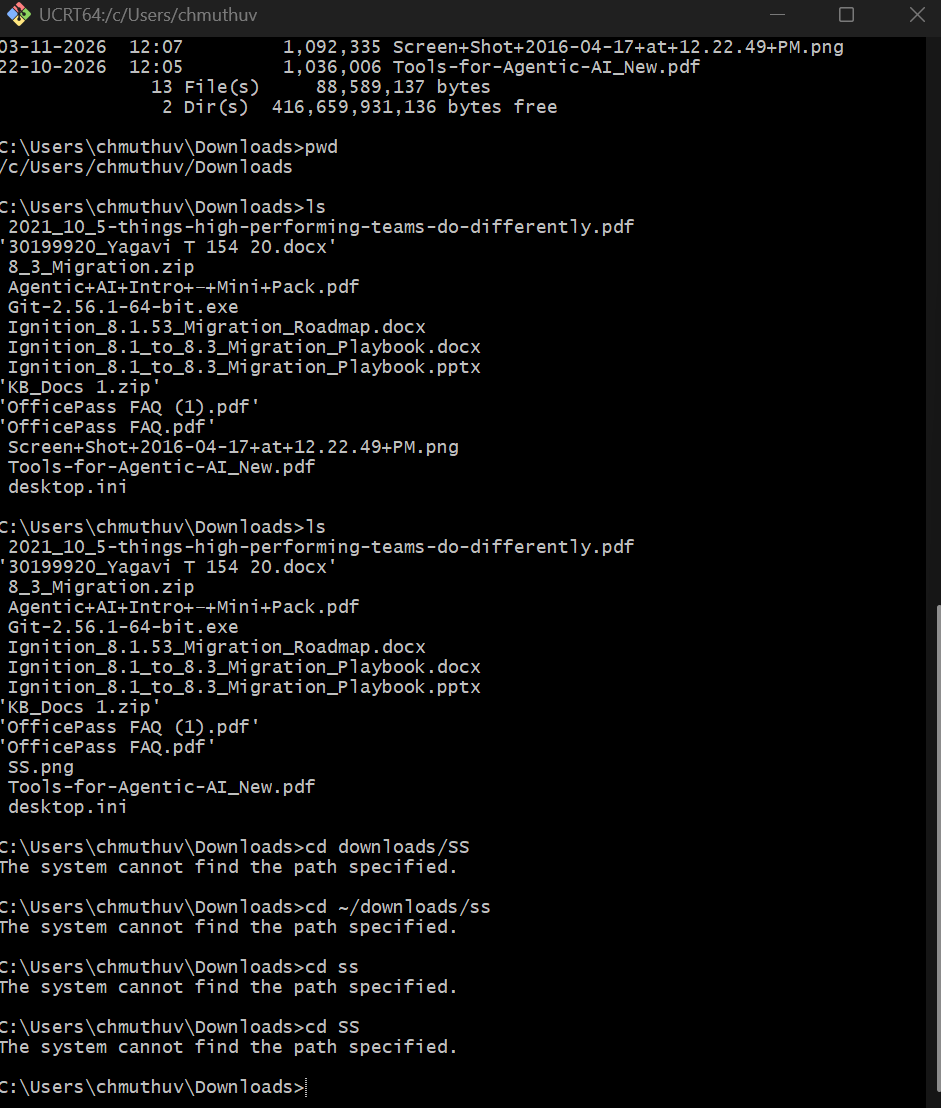 UCRT64:/c/Users/chmuthuv
03-11-2026  12:07         1,092,335 Screen+Shot+2016-04-17+at+12.22.49+PM.png
22-10-2026  12:05         1,036,006 Tools-for-Agentic-AI_New.pdf
              13 File(s)     88,589,137 bytes
               2 Dir(s)  416,659,931,136 bytes free
C:\Users\chmuthuv\Downloads>pwd
/c/Users/chmuthuv/Downloads
C:\Users\chmuthuv\Downloads>ls
 2021_10_5-things-high-performing-teams-do-differently.pdf
'30199920_Yagavi T 154 20.docx'
 8_3_Migration.zip
 Agentic+AI+Intro+-+Mini+Pack.pdf
 Git-2.56.1-64-bit.exe
 Ignition_8.1.53_Migration_Roadmap.docx
 Ignition_8.1_to_8.3_Migration_Playbook.docx
 Ignition_8.1_to_8.3_Migration_Playbook.pptx
'KB_Docs 1.zip'
'OfficePass FAQ (1).pdf'
'OfficePass FAQ.pdf'
 Screen+Shot+2016-04-17+at+12.22.49+PM.png
 Tools-for-Agentic-AI_New.pdf
 desktop.ini
C:\Users\chmuthuv\Downloads>ls
 2021_10_5-things-high-performing-teams-do-differently.pdf
'30199920_Yagavi T 154 20.docx'
 8_3_Migration.zip
 Agentic+AI+Intro+-+Mini+Pack.pdf
 Git-2.56.1-64-bit.exe
 Ignition_8.1.53_Migration_Roadmap.docx
 Ignition_8.1_to_8.3_Migration_Playbook.docx
 Ignition_8.1_to_8.3_Migration_Playbook.pptx
'KB_Docs 1.zip'
'OfficePass FAQ (1).pdf'
'OfficePass FAQ.pdf'
 SS.png
 Tools-for-Agentic-AI_New.pdf
 desktop.ini
C:\Users\chmuthuv\Downloads>cd downloads/SS
The system cannot find the path specified.
C:\Users\chmuthuv\Downloads>cd ~/downloads/ss
The system cannot find the path specified.
C:\Users\chmuthuv\Downloads>cd ss
The system cannot find the path specified.
C:\Users\chmuthuv\Downloads>cd SS
The system cannot find the path specified.
C:\Users\chmuthuv\Downloads>